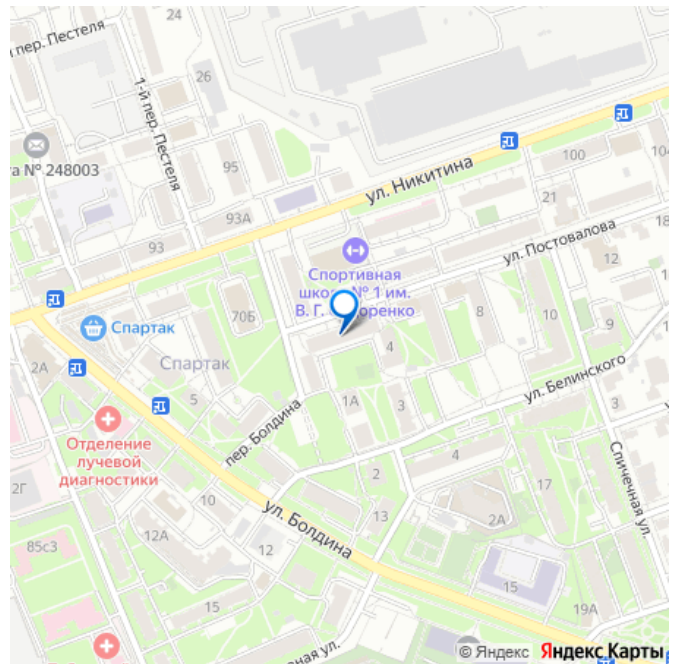 24
пер. Пестеля
26
1-й пер. Пестеля
№ 248003
95
ул. Никитина
100
21
93А
93
ул. Постовалова
18
12
Спортивная
школа № 1 им.
70Б
8
10
Спартак
Спартак
4
2А
5
1А
3
ул. Белинского
3
пер. Болдина
Отделение
лучевой
диагностики
2
4
17
Спичечная ул.
2Г
10
ул. Болдина
13
2А
12А
85с3
12
15
15
19А
ул.
© Яндекс Яндекс Карты